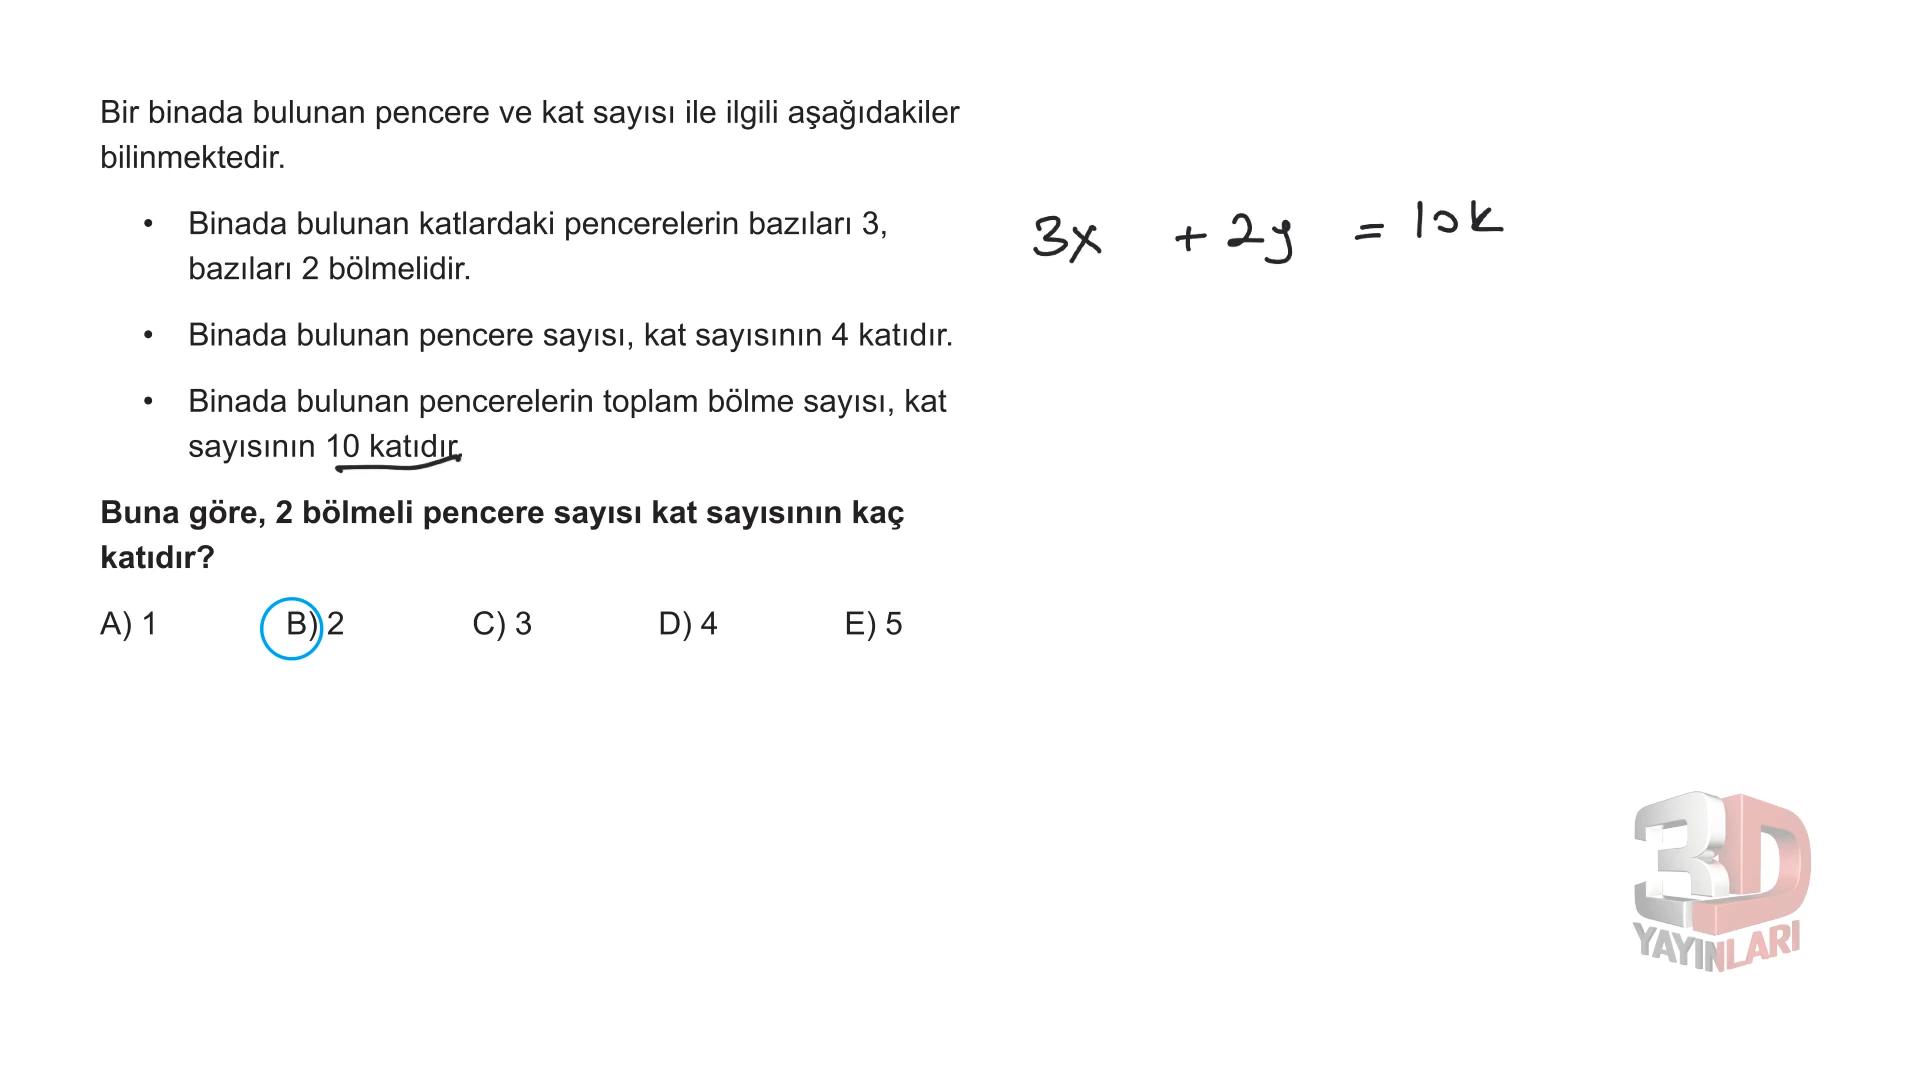 Bir binada bulunan pencere ve kat sayısı ile ilgili aşağıdakiler
bilinmektedir.
• Binada bulunan katlardaki pencerelerin bazıları 3,
bazıları 2 bölmelidir.
• Binada bulunan pencere sayısı, kat sayısının 4 katıdır.
• Binada bulunan pencerelerin toplam bölme sayısı, kat
sayısının 10 katıdır.
Buna göre, 2 bölmeli pencere sayısı kat sayısının kaç
katıdır?
A) 1 B) 2 C) 3 D) 4 E) 5
3x + 2y = 10k
3D
YAYINLARI